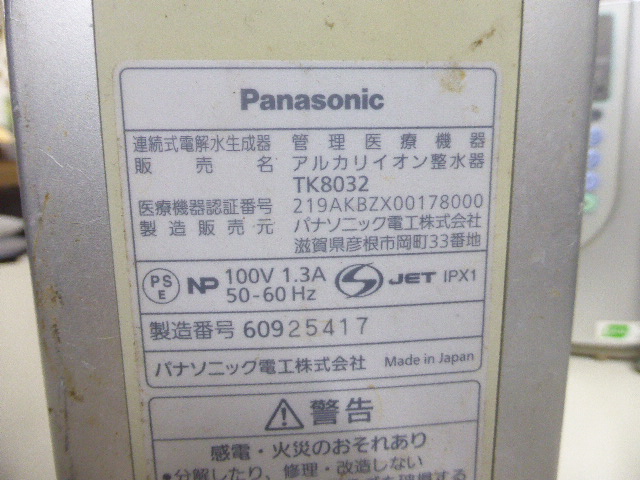 Panasonic
連続式電解水生成器 管理医療機器
販売名 アルカリイオン整水器
TK8032
医療機器認証番号 219AKBZX00178000
製造販売元 パナソニック電工株式会社
滋賀県彦根市岡町33番地
PS E NP 100V 1.3A JET IPX1
50-60Hz
製造番号 60925417
パナソニック電工株式会社 Made in Japan
警告
感電・火災のおそれあり
•分解したり、修理・改造しない